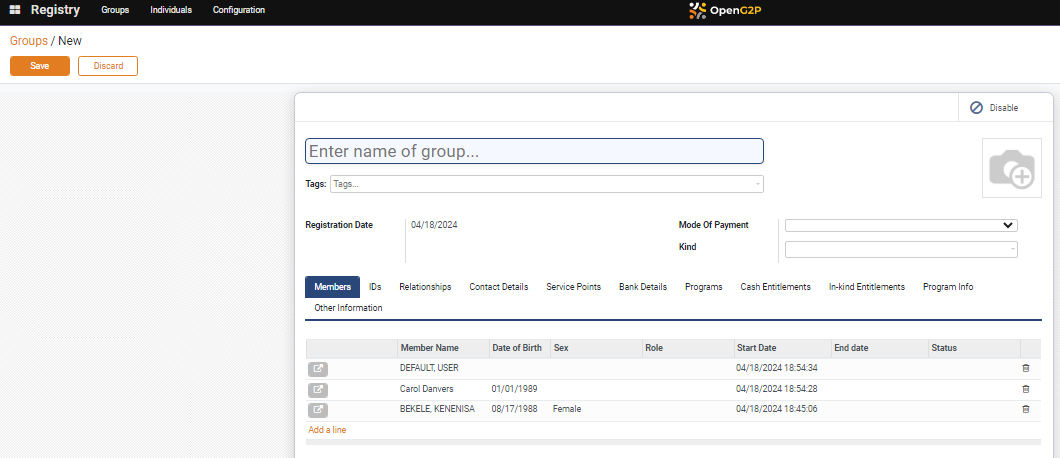 Registry Groups Individuals Configuration OpenG2P
Groups / New
Save Discard
Disable
Enter name of group...
Tags: Tags...
Registration Date 04/18/2024 Mode Of Payment
Kind
Members IDs Relationships Contact Details Service Points Bank Details Programs Cash Entitlements In-kind Entitlements Program Info
Other Information
Member Name Date of Birth Sex Role Start Date End date Status
DEFAULT, USER 04/18/2024 18:54:34
Carol Danvers 01/01/1989 04/18/2024 18:54:28
BEKELE, KENENISA 08/17/1988 Female 04/18/2024 18:45:06
Add a line